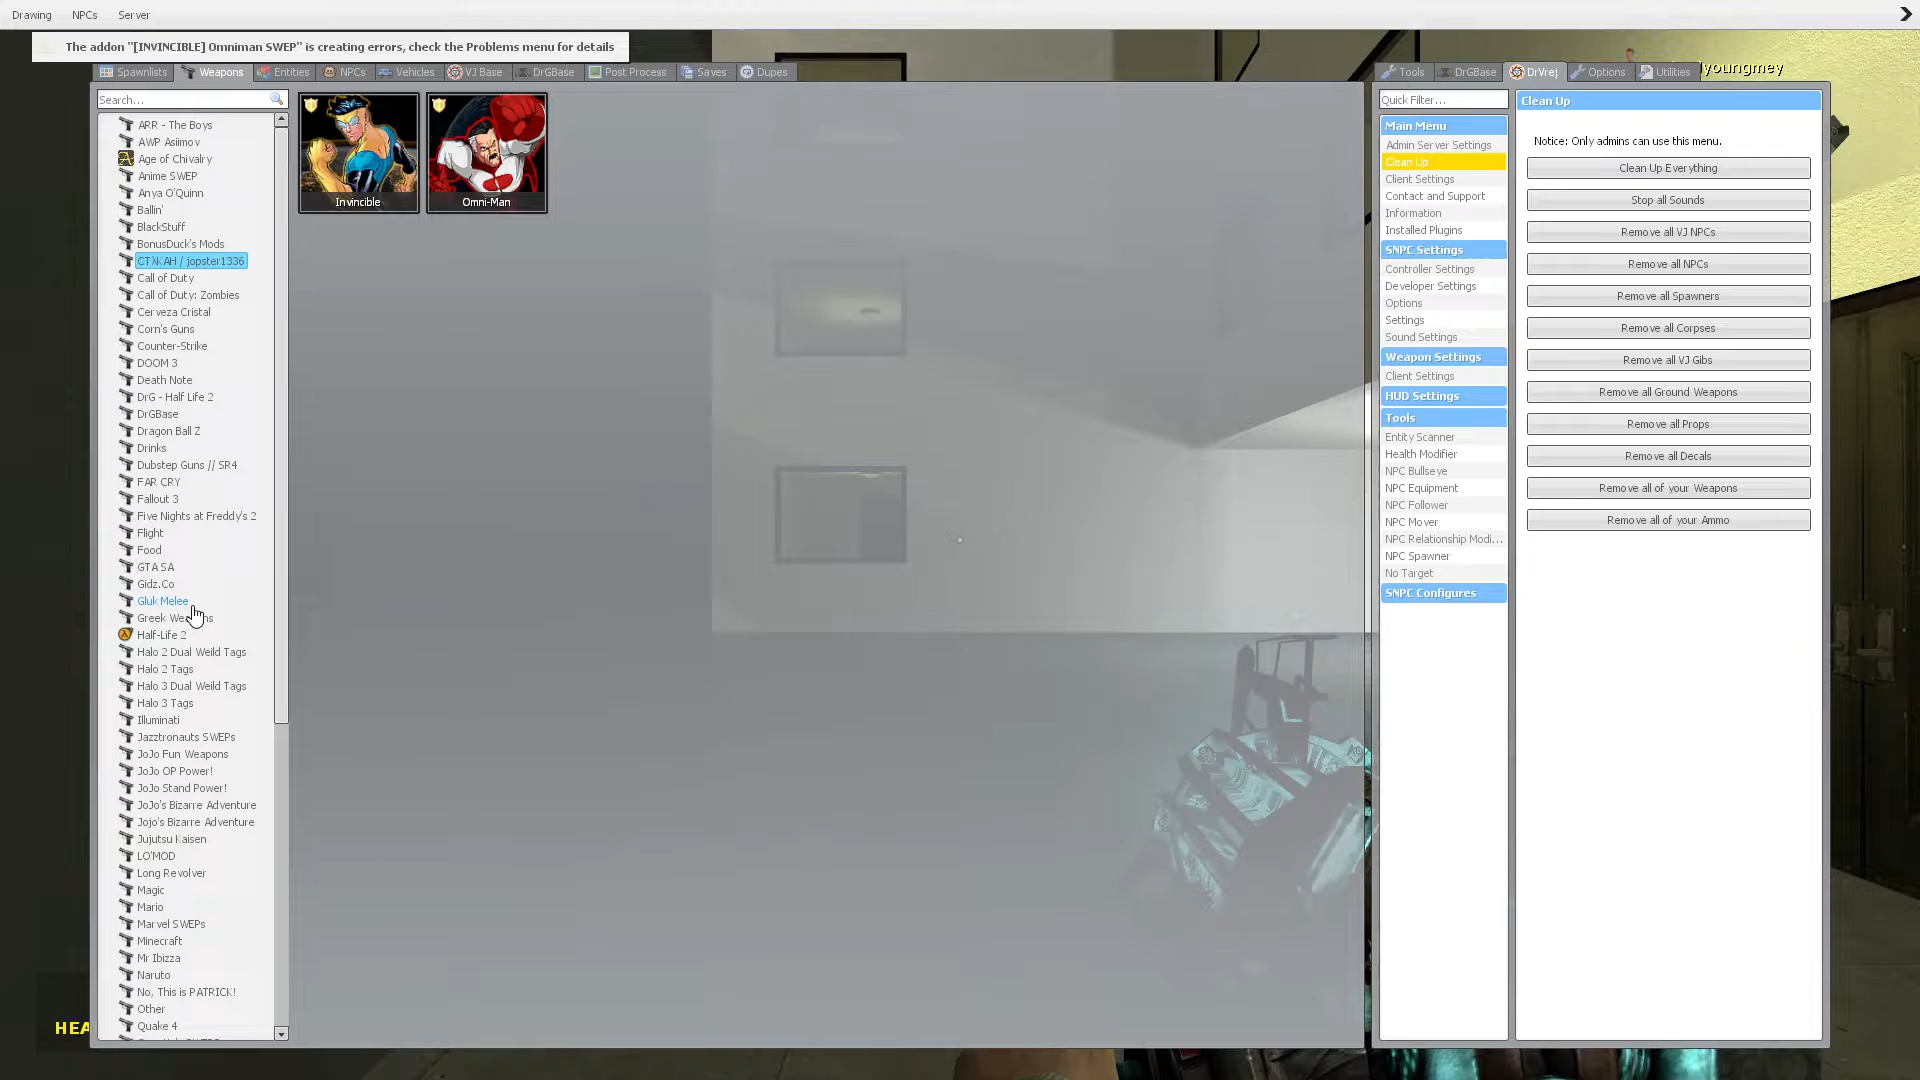 Drawing NPCs Server
The addon "[INVINCIBLE] Omniman SWEP" is creating errors, check the Problems menu for details
Spawnlists Weapons Entities NPCs Vehicles VJ Base DrGBase Post Process Saves Dupes
Tools DrGBase DrVrej Options Utilities
youngmey
Search...
ARR - The Boys
AWP Asiimov
Age of Chivalry
Anime SWEP
Anya O'Quinn
Ballin'
BlackStuff
BonusDuck's Mods
CTλKAH / jopster1336
Call of Duty
Call of Duty: Zombies
Cerveza Cristal
Corn's Guns
Counter-Strike
DOOM 3
Death Note
DrG - Half Life 2
DrGBase
Dragon Ball Z
Drinks
Dubstep Guns // SR4
FAR CRY
Fallout 3
Five Nights at Freddy's 2
Flight
Food
GTA SA
Gidz.Co
Gluk Melee
Half-Life 2
Halo 2 Dual Weild Tags
Halo 2 Tags
Halo 3 Dual Weild Tags
Halo 3 Tags
Illuminati
Jazztronauts SWEPs
JoJo Fun Weapons
JoJo OP Power!
JoJo Stand Power!
JoJo's Bizarre Adventure
Jojo's Bizarre Adventure
Jujutsu Kaisen
LO'MOD
Long Revolver
Magic
Mario
Marvel SWEPs
Minecraft
Mr Ibizza
Naruto
No, This is PATRICK!
Other
Quake 4
Invincible
Omni-Man
HEA
Quick Filter...
Main Menu
Admin Server Settings
Clean Up
Client Settings
Contact and Support
Information
Installed Plugins
SNPC Settings
Controller Settings
Developer Settings
Options
Settings
Sound Settings
Weapon Settings
Client Settings
HUD Settings
Tools
Entity Scanner
Health Modifier
NPC Bullseye
NPC Equipment
NPC Follower
NPC Mover
NPC Relationship Modi...
NPC Spawner
No Target
SNPC Configures
Clean Up
Notice: Only admins can use this menu.
Clean Up Everything
Stop all Sounds
Remove all VJ NPCs
Remove all NPCs
Remove all Spawners
Remove all Corpses
Remove all VJ Gibs
Remove all Ground Weapons
Remove all Props
Remove all Decals
Remove all of your Weapons
Remove all of your Ammo